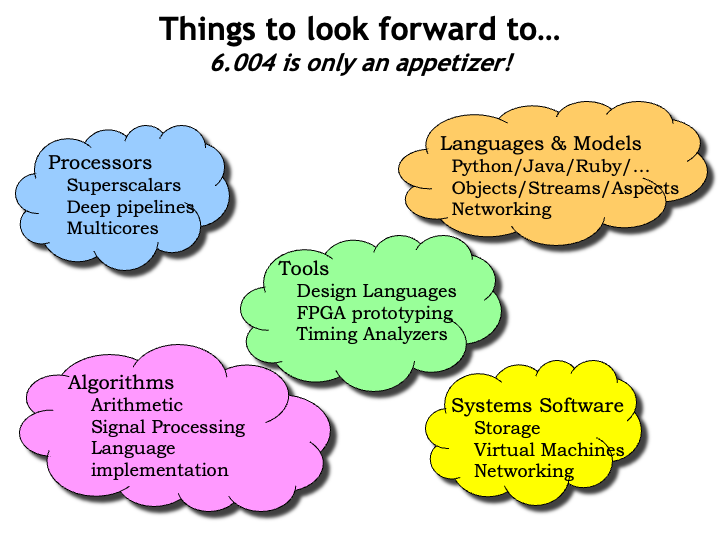 Things to look forward to…
6.004 is only an appetizer!
Processors
Superscalars
Deep pipelines
Multicores
Languages & Models
Python/Java/Ruby/…
Objects/Streams/Aspects
Networking
Tools
Design Languages
FPGA prototyping
Timing Analyzers
Algorithms
Arithmetic
Signal Processing
Language
implementation
Systems Software
Storage
Virtual Machines
Networking